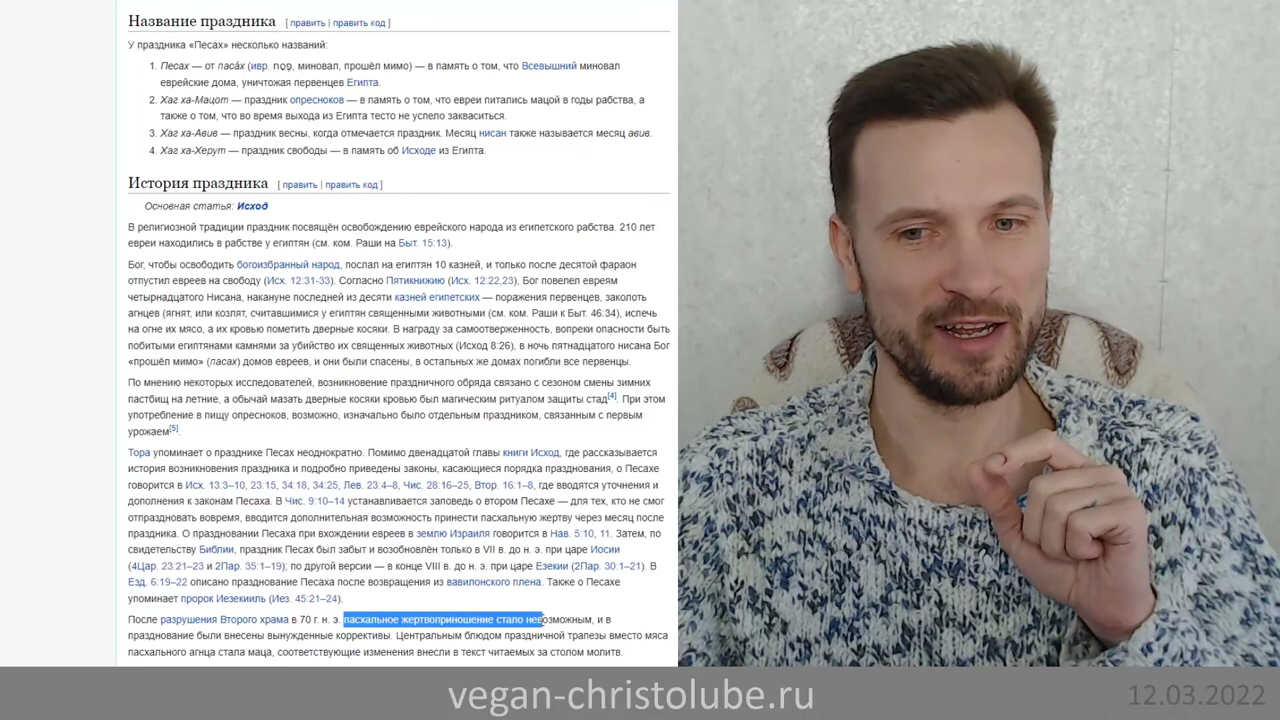 Название праздника [ править | править код ]
У праздника «Песах» несколько названий:
1. Песах — от паса́х (ивр. פסח‎, миновал, прошёл мимо) — в память о том, что Всевышний миновал
еврейские дома, уничтожая первенцев Египта.
2. Хаг ха-Мацот — праздник опресноков — в память о том, что евреи питались мацой в годы рабства, а
также о том, что во время выхода из Египта тесто не успело закваситься.
3. Хаг ха-Авив — праздник весны, когда отмечается праздник. Месяц нисан также называется месяц авив.
4. Хаг ха-Херут — праздник свободы — в память об Исходе из Египта.
История праздника [ править | править код ]
Основная статья: Исход
В религиозной традиции праздник посвящён освобождению еврейского народа из египетского рабства. 210 лет
евреи находились в рабстве у египтян (см. ком. Раши на Быт. 15:13).
Бог, чтобы освободить богоизбранный народ, послал на египтян 10 казней, и только после десятой фараон
отпустил евреев на свободу (Исх. 12:31-33). Согласно Пятикнижию (Исх. 12:22,23), Бог повелел евреям
четырнадцатого Нисана, накануне последней из десяти казней египетских — поражения первенцев, заколоть
агнцев (ягнят, или козлят, считавшимися у египтян священными животными (см. ком. Раши к Быт. 46:34), испечь
на огне их мясо, а их кровью пометить дверные косяки. В награду за самоотверженность, вопреки опасности быть
побитыми египтянами камнями за убийство их священных животных (Исход 8:26), в ночь пятнадцатого нисана Бог
«прошёл мимо» (пасах) домов евреев, и они были спасены, в остальных же домах погибли все первенцы.
По мнению некоторых исследователей, возникновение праздничного обряда связано с сезоном смены зимних
пастбищ на летние, а обычай мазать дверные косяки кровью был магическим ритуалом защиты стад[4]. При этом
употребление в пищу опресноков, возможно, изначально было отдельным праздником, связанным с первым
урожаем[5].
Тора упоминает о празднике Песах неоднократно. Помимо двенадцатой главы книги Исход, где рассказывается
история возникновения праздника и подробно приведены законы, касающиеся порядка празднования, о Песахе
говорится в Исх. 13:3–10, 23:15, 34:18, 34:25, Лев. 23:4–8, Чис. 28:16–25, Втор. 16:1–8, где вводятся уточнения и
дополнения к законам Песаха. В Чис. 9:10–14 устанавливается заповедь о втором Песахе — для тех, кто не смог
отпраздновать вовремя, вводится дополнительная возможность принести пасхальную жертву через месяц после
праздника. О праздновании Песаха при вхождении евреев в землю Израиля говорится в Нав. 5:10, 11. Затем, по
свидетельству Библии, праздник Песах был забыт и возобновлён только в VII в. до н. э. при царе Иосии
(4Цар. 23:21–23 и 2Пар. 35:1–19); по другой версии — в конце VIII в. до н. э. при царе Езекии (2Пар. 30:1–21). В
Езд. 6:19–22 описано празднование Песаха после возвращения из вавилонского плена. Также о Песахе
упоминает пророк Иезекииль (Иез. 45:21–24).
После разрушения Второго храма в 70 г. н. э. пасхальное жертвоприношение стало невозможным, и в
празднование были внесены вынужденные коррективы. Центральным блюдом праздничной трапезы вместо мяса
пасхального агнца стала маца, соответствующие изменения внесли в текст читаемых за столом молитв.
vegan-christolube.ru
12.03.2022